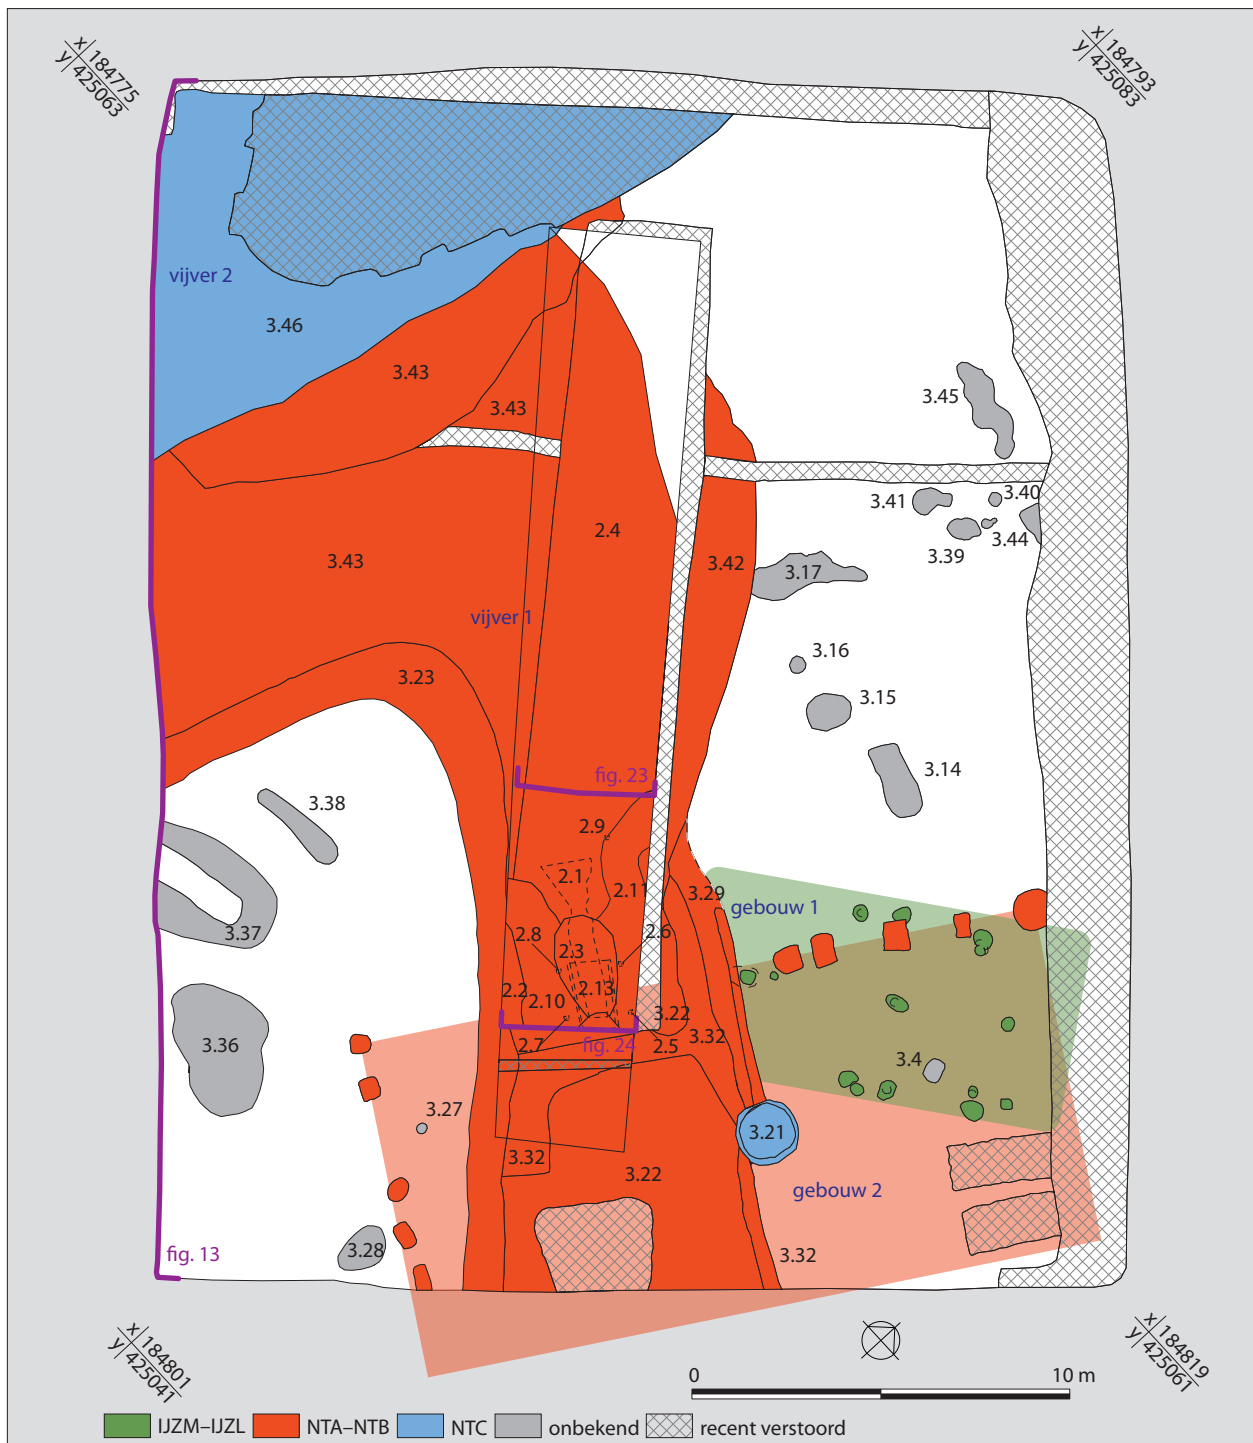 x 184775
y 425063
x 184793
y 425083
vijver 2
3.46
3.43
3.45
3.43
3.41
3.40
3.44
3.39
2.4
3.43
3.42
3.17
vijver 1
3.16
3.23
3.15
3.14
fig. 23
3.38
2.9
2.1
2.11
3.29
gebouw 1
3.37
2.8
2.6
2.3
2.2
2.10
2.13
3.22
3.32
3.36
2.7
fig. 24
2.5
3.4
3.27
3.21
3.32
3.22
gebouw 2
3.28
fig. 13
3.32
x 184801
y 425041
x 184819
y 425061
0 10 m
IJZM–IJZL NTA–NTB NTC onbekend recent verstoord